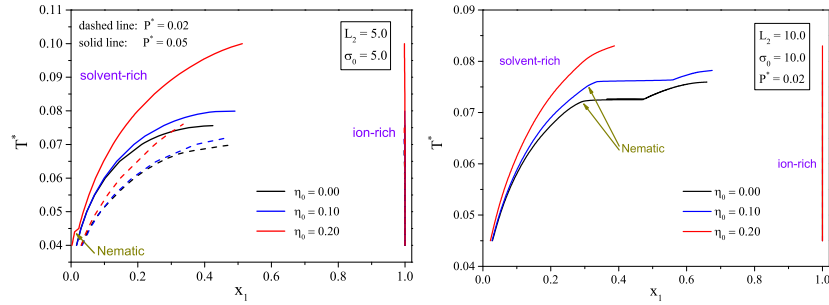 dashed line: P* = 0.02
solid line: P* = 0.05
L₂ = 5.0
σ₀ = 5.0
solvent-rich
ion-rich
η₀ = 0.00
η₀ = 0.10
η₀ = 0.20
Nematic
0.11
0.10
0.09
0.08
0.07
0.06
0.05
0.04
0.03
T*
0.0
0.2
0.4
0.6
0.8
1.0
x₁
L₂ = 10.0
σ₀ = 10.0
P* = 0.02
solvent-rich
Nematic
ion-rich
η₀ = 0.00
η₀ = 0.10
η₀ = 0.20
0.09
0.08
0.07
0.06
0.05
0.04
T*
0.0
0.2
0.4
0.6
0.8
1.0
x₁